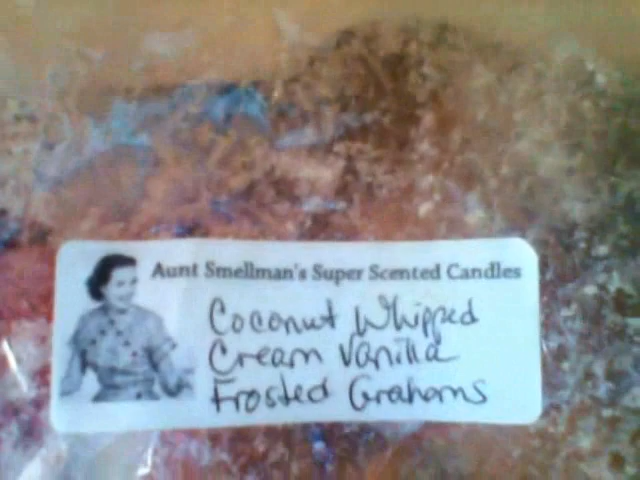 Aunt Smellman's Super Scented Candles
Coconut Whipped
Cream Vanilla
Frosted Grahams